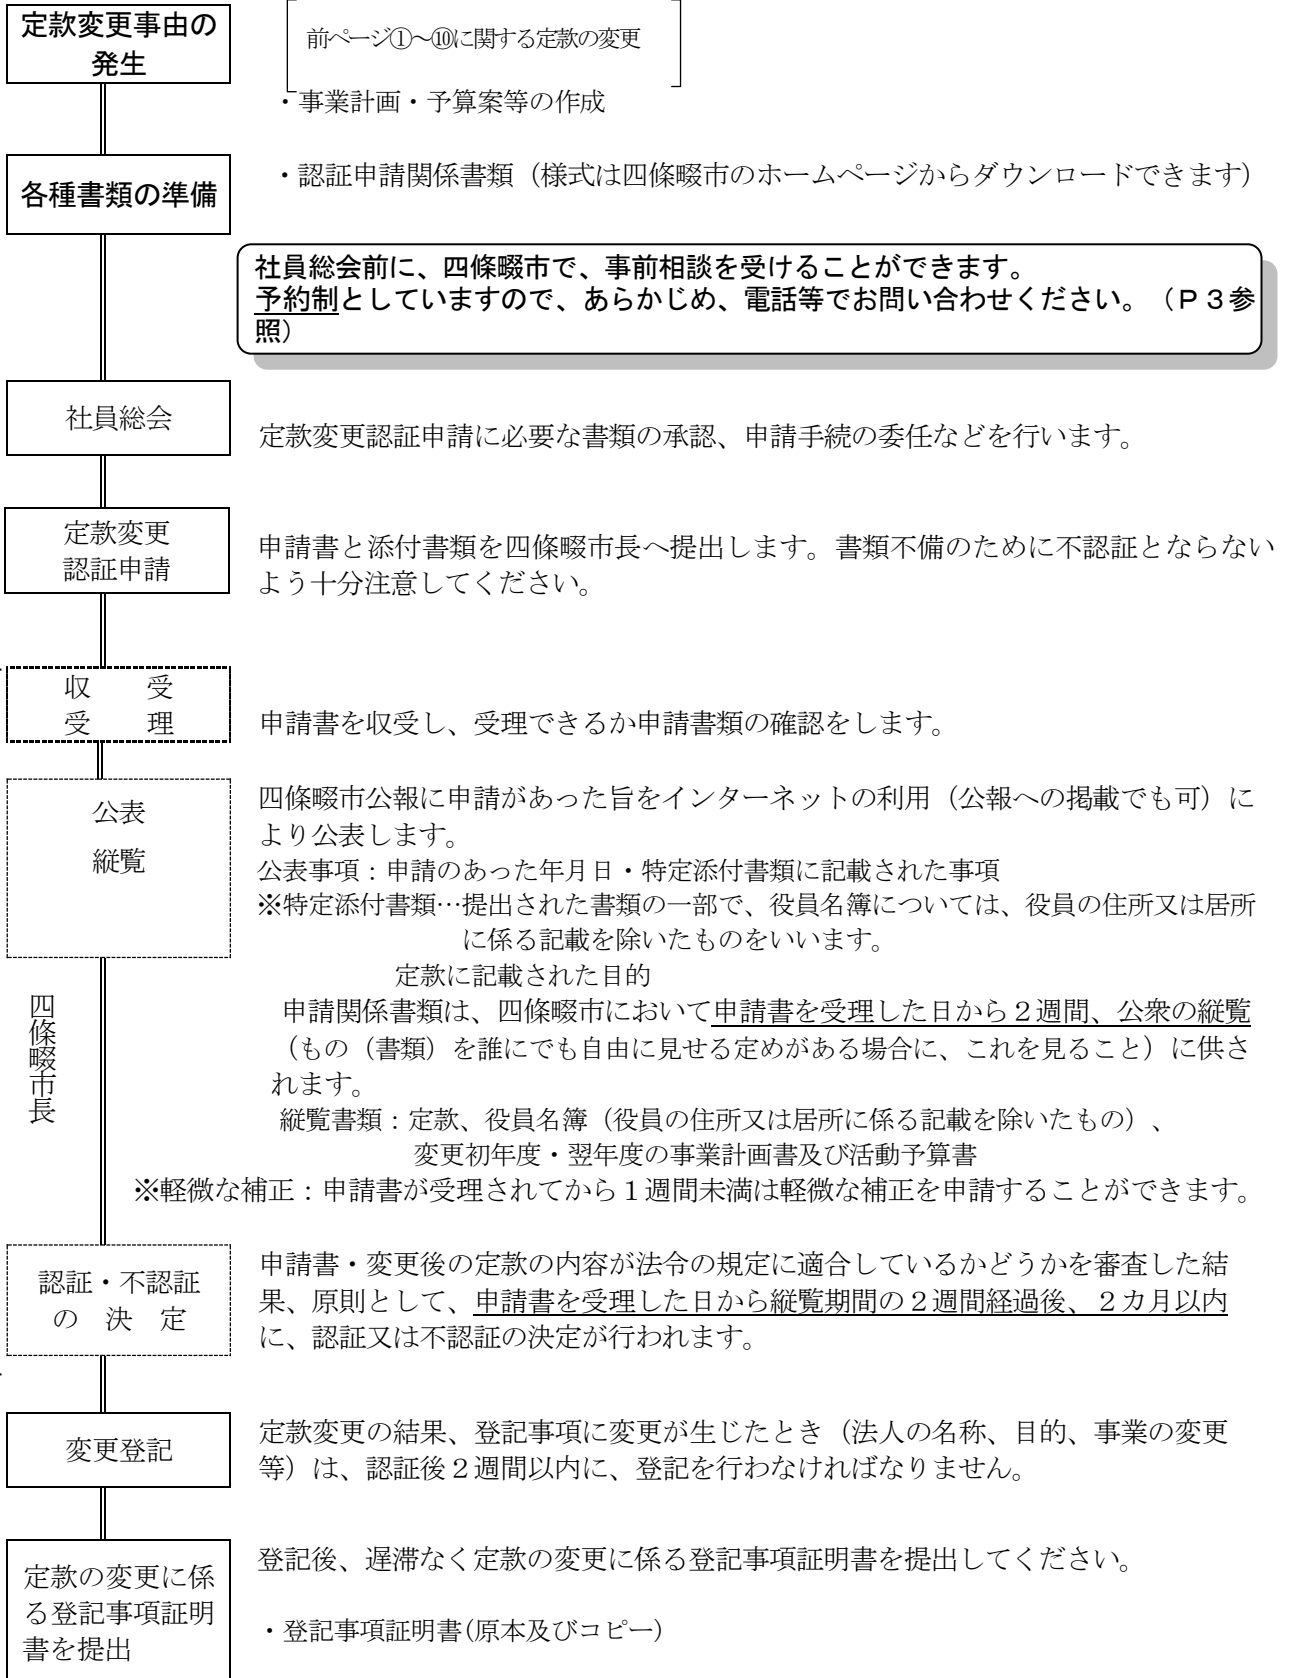 定款変更事由の
発生
前ページ①～⑩に関する定款の変更
・事業計画・予算案等の作成
各種書類の準備
・認証申請関係書類（様式は四條畷市のホームページからダウンロードできます）
社員総会前に、四條畷市で、事前相談を受けることができます。
予約制としていますので、あらかじめ、電話等でお問い合わせください。（Ｐ３参
照）
社員総会
定款変更認証申請に必要な書類の承認、申請手続の委任などを行います。
定款変更
認証申請
申請書と添付書類を四條畷市長へ提出します。書類不備のために不認証とならない
よう十分注意してください。
収　　受
受　　理
申請書を収受し、受理できるか申請書類の確認をします。
公表
縦覧
四條畷市公報に申請があった旨をインターネットの利用（公報への掲載でも可）に
より公表します。
公表事項：申請のあった年月日・特定添付書類に記載された事項
※特定添付書類…提出された書類の一部で、役員名簿については、役員の住所又は居所
に係る記載を除いたものをいいます。
定款に記載された目的
四條畷市長
申請関係書類は、四條畷市において申請書を受理した日から２週間、公衆の縦覧
（もの（書類）を誰にでも自由に見せる定めがある場合に、これを見ること）に供さ
れます。
縦覧書類：定款、役員名簿（役員の住所又は居所に係る記載を除いたもの）、
変更初年度・翌年度の事業計画書及び活動予算書
※軽微な補正：申請書が受理されてから１週間未満は軽微な補正を申請することができます。
認証・不認証
の　決　定
申請書・変更後の定款の内容が法令の規定に適合しているかどうかを審査した結
果、原則として、申請書を受理した日から縦覧期間の２週間経過後、２カ月以内
に、認証又は不認証の決定が行われます。
変更登記
定款変更の結果、登記事項に変更が生じたとき（法人の名称、目的、事業の変更
等）は、認証後２週間以内に、登記を行わなければなりません。
定款の変更に係
る登記事項証明
書を提出
登記後、遅滞なく定款の変更に係る登記事項証明書を提出してください。
・登記事項証明書(原本及びコピー)